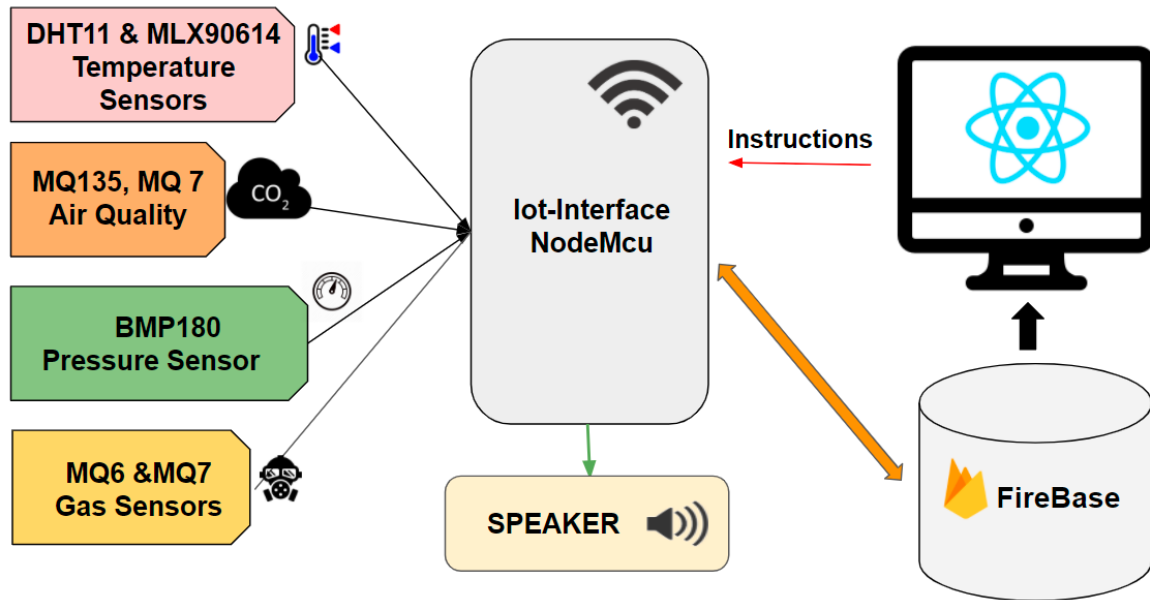 DHT11 & MLX90614
Temperature
Sensors
MQ135, MQ 7
Air Quality
CO2
BMP180
Pressure Sensor
MQ6 &MQ7
Gas Sensors
Iot-Interface
NodeMcu
SPEAKER
Instructions
FireBase